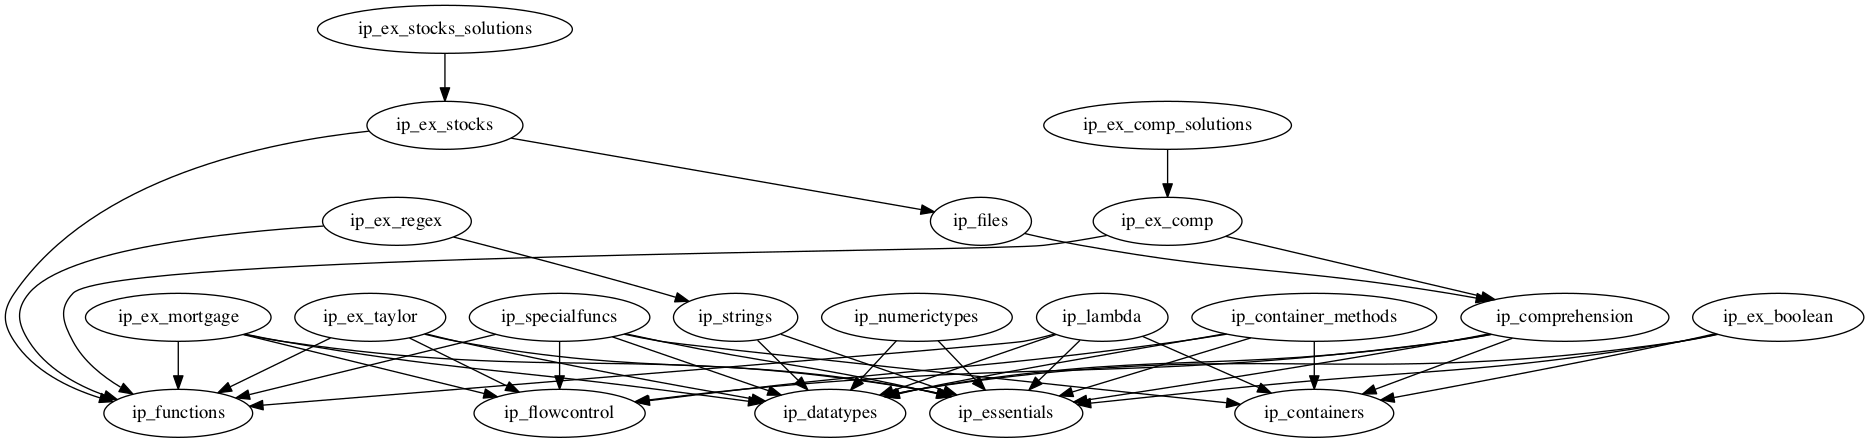 ip_ex_stocks_solutions
ip_ex_stocks
ip_ex_comp_solutions
ip_ex_regex
ip_files
ip_ex_comp
ip_ex_mortgage
ip_ex_taylor
ip_specialfuncs
ip_strings
ip_numerictypes
ip_lambda
ip_container_methods
ip_comprehension
ip_ex_boolean
ip_functions
ip_flowcontrol
ip_datatypes
ip_essentials
ip_containers